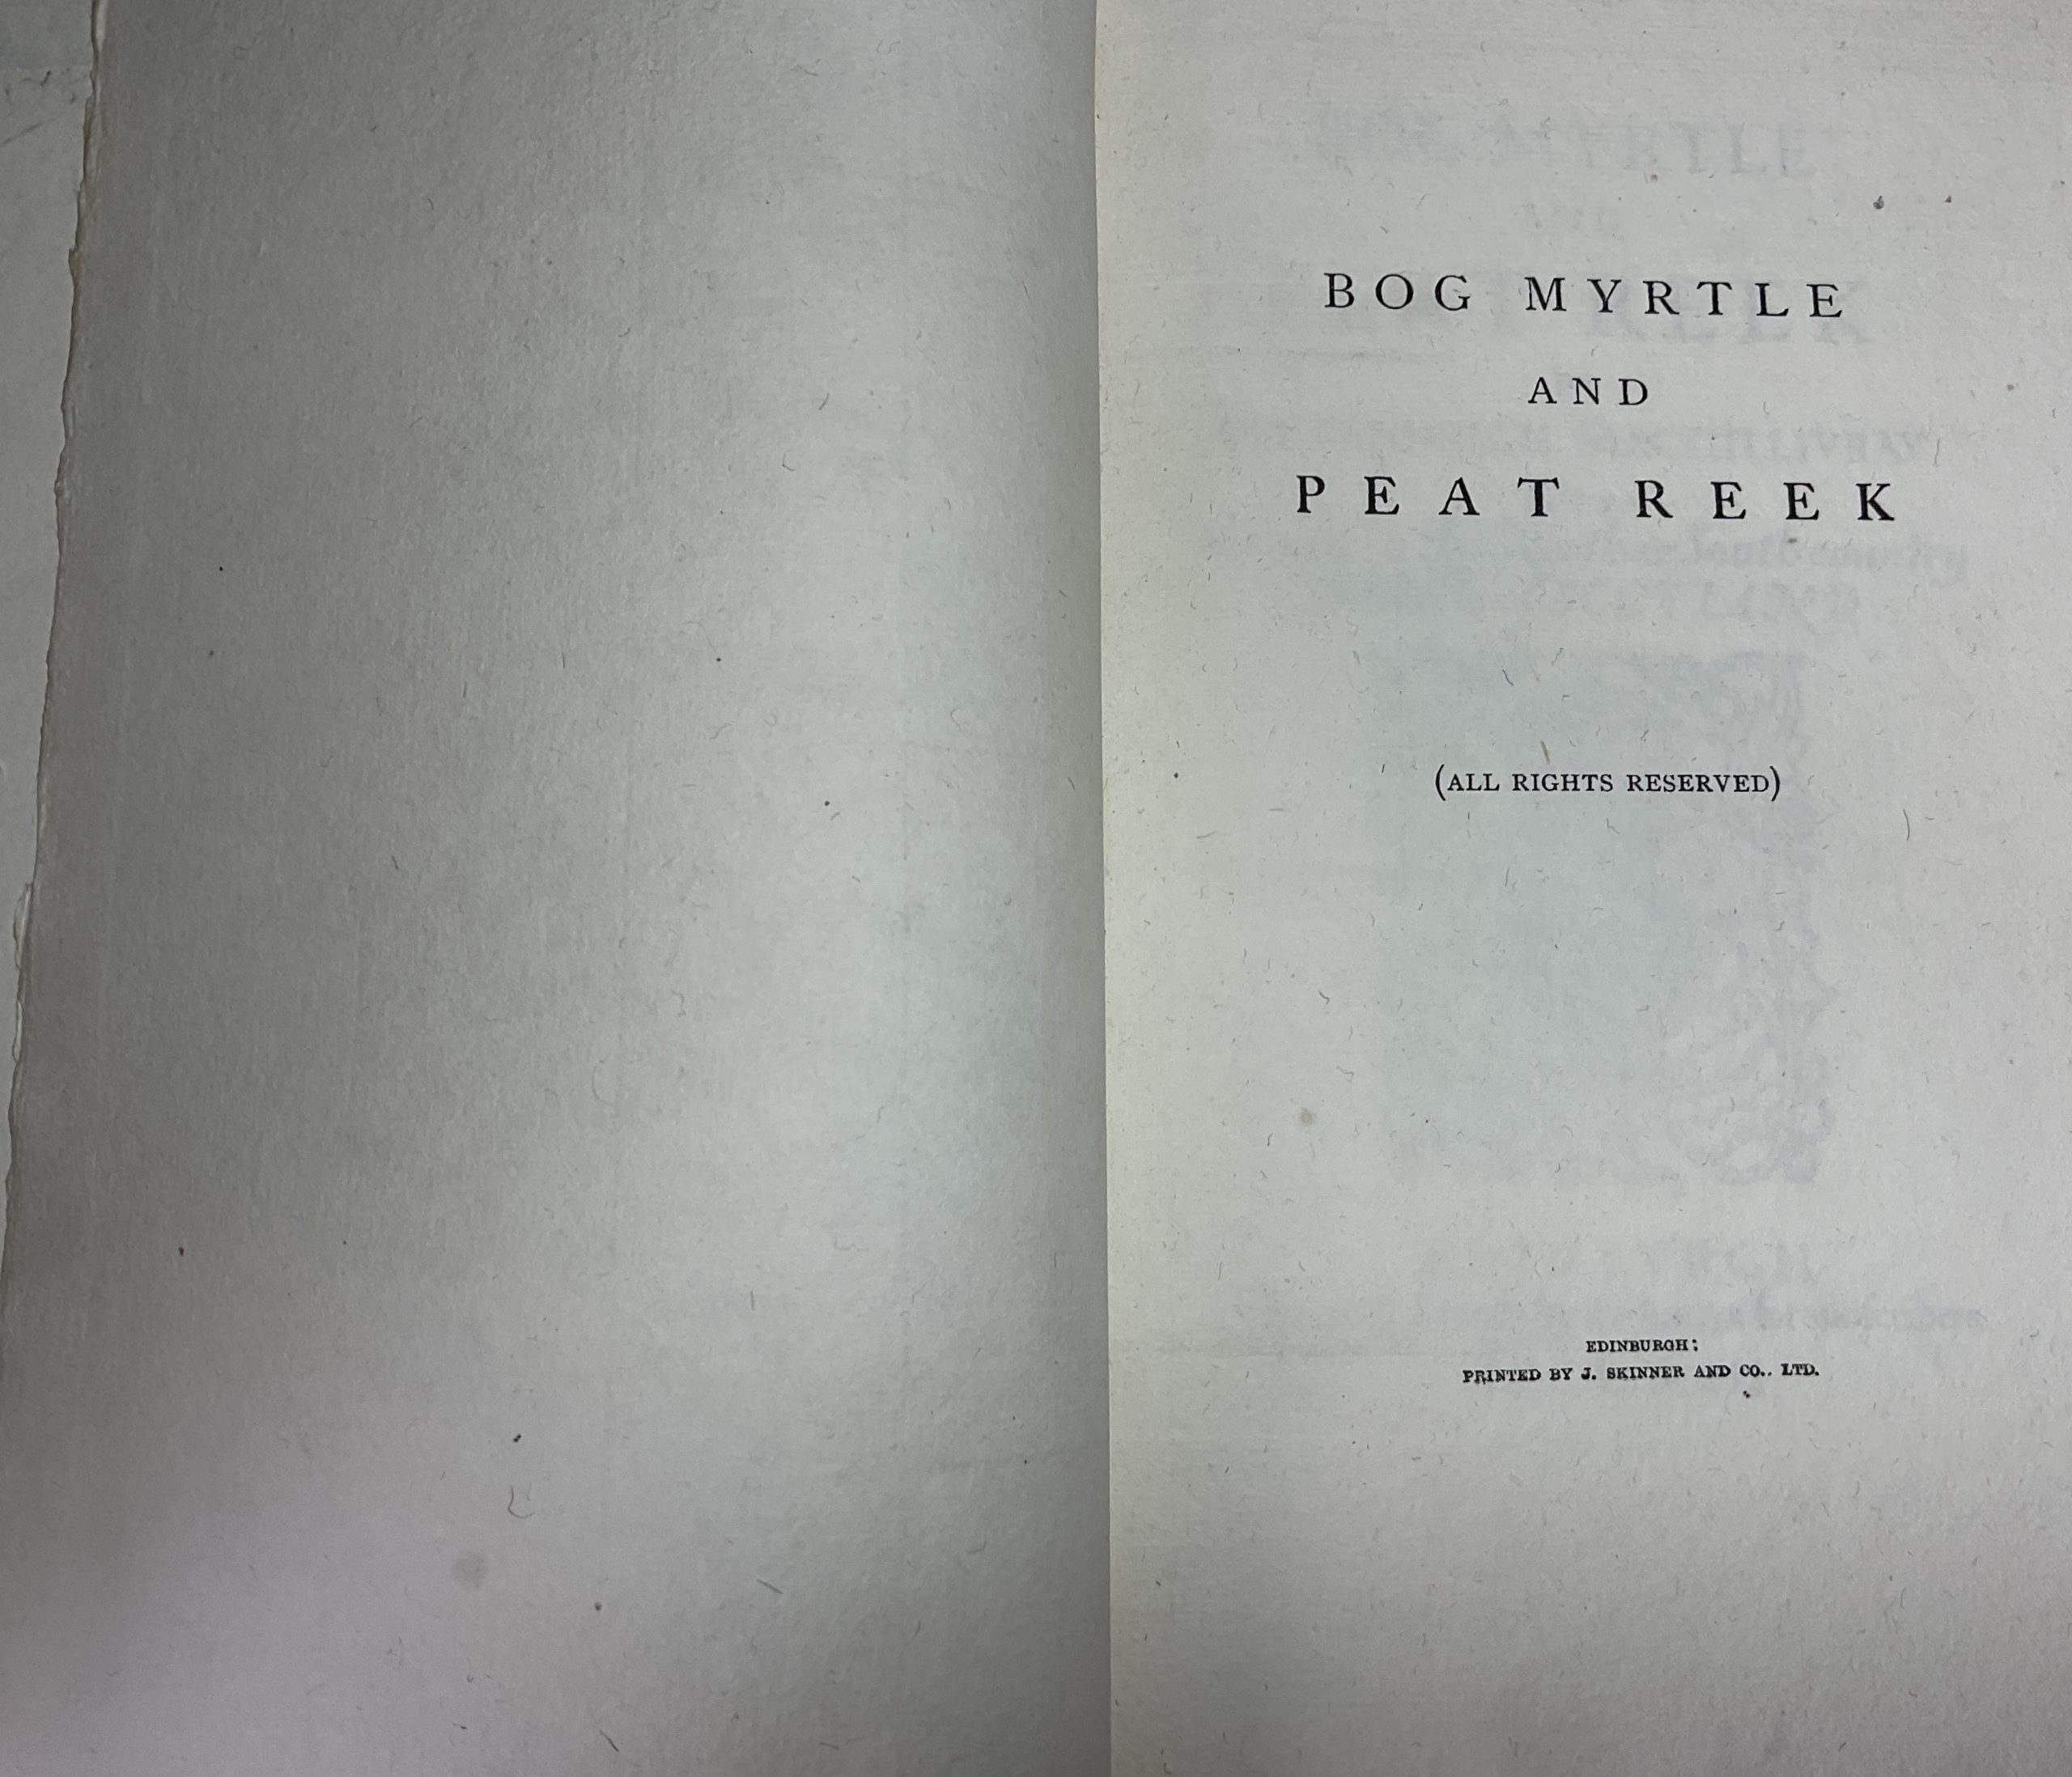 BOG MYRTLE
AND
PEAT REEK
(ALL RIGHTS RESERVED)
EDINBURGH:
PRINTED BY J. SKINNER AND CO.. LTD.